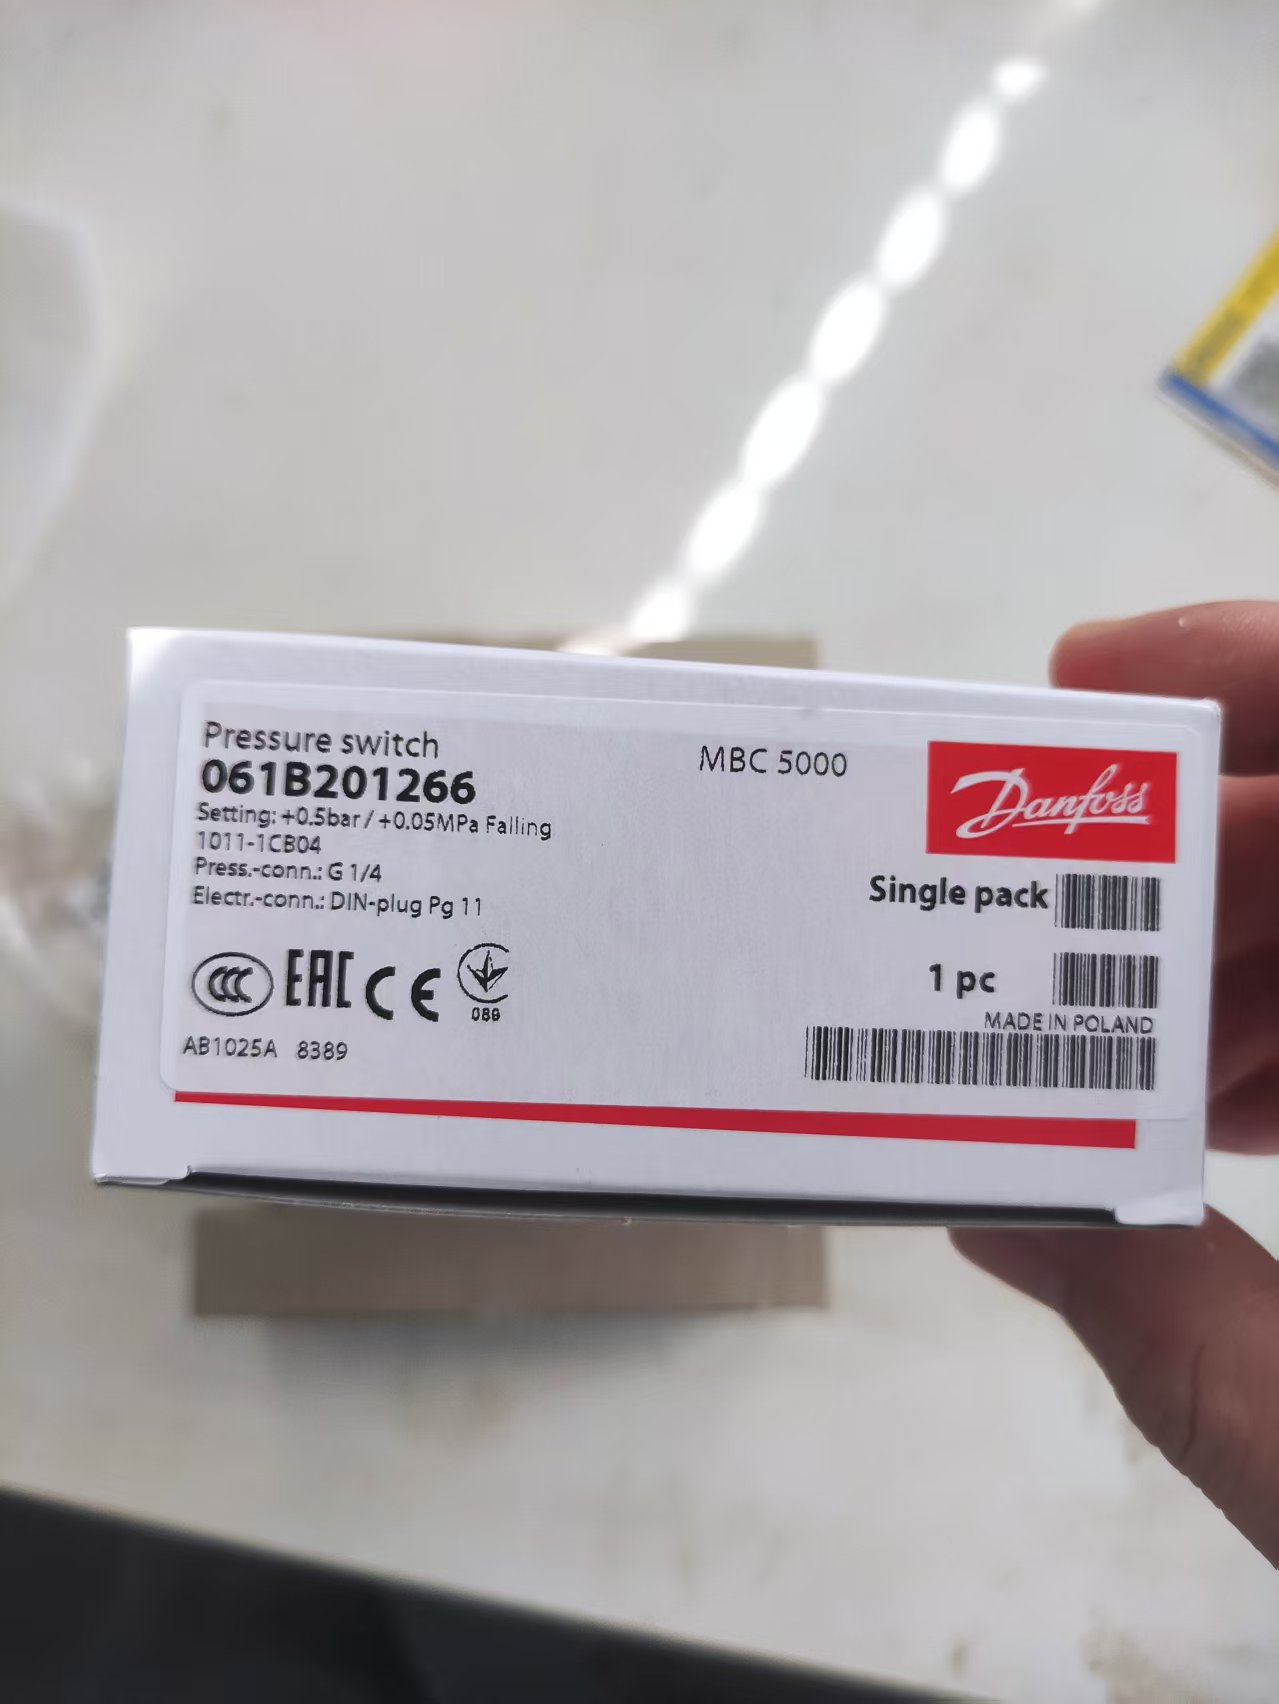 Pressure switch
061B201266
Setting: +0.5bar / +0.05MPa Falling
1011-1CB04
Press.-conn.: G 1/4
Electr.-conn.: DIN-plug Pg 11
MBC 5000
Danfoss
Single pack
1 pc
MADE IN POLAND
CCC EAC CE
089
AB1025A 8389